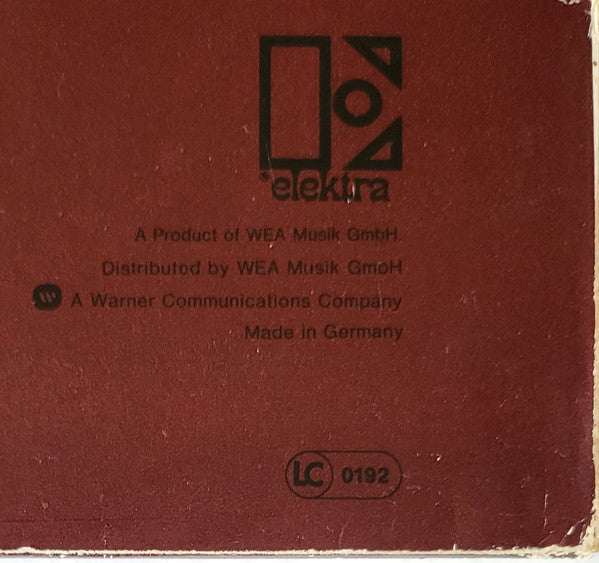 elektra
A Product of WEA Musik GmbH.
Distributed by WEA Musik GmbH
A Warner Communications Company
Made in Germany
LC 0192